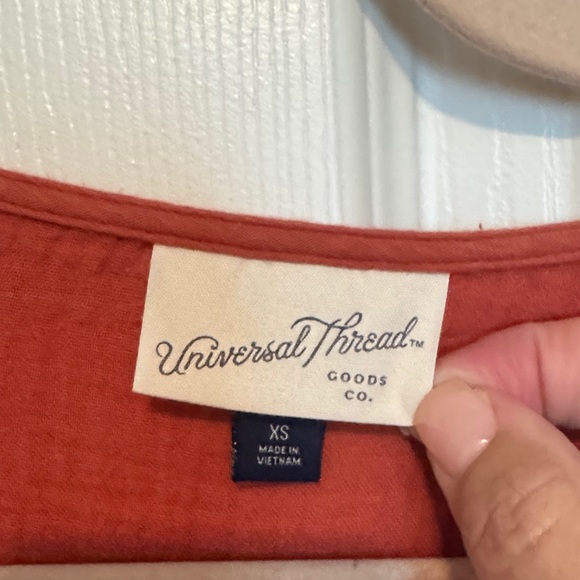 Universal Thread™
GOODS
CO.
XS
MADE IN
VIETNAM